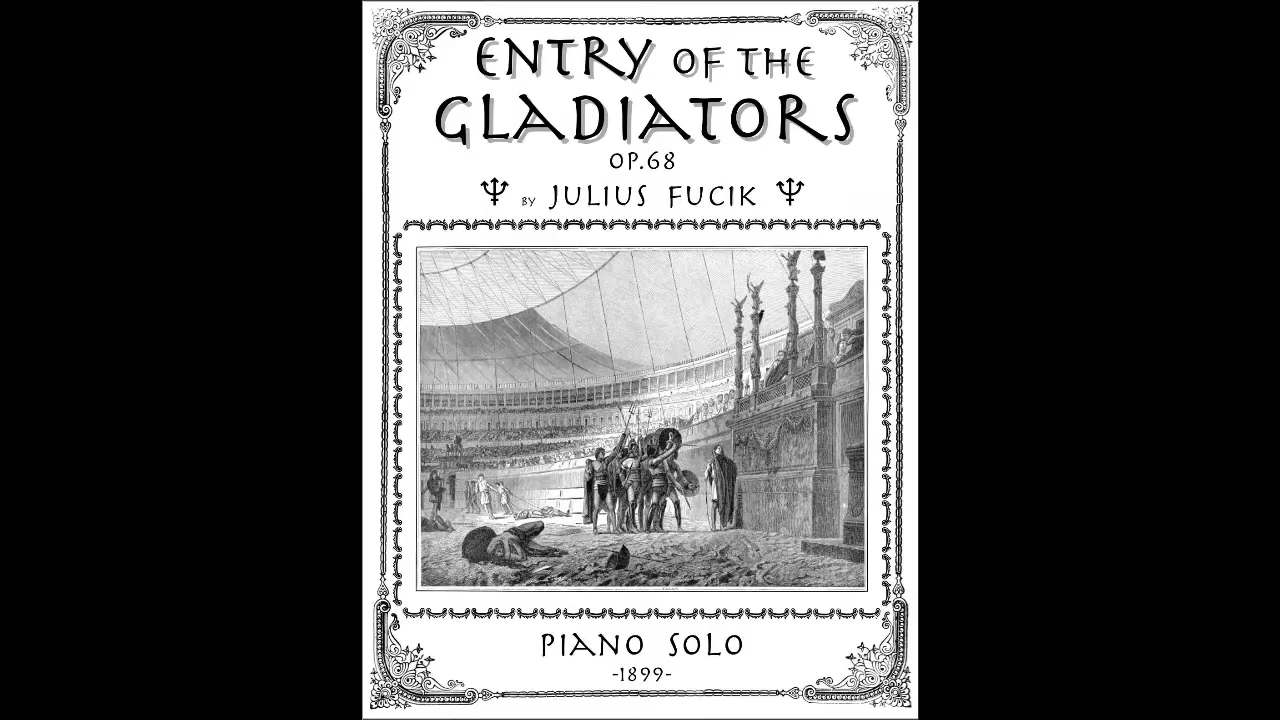 ENTRY OF THE
GLADIATORS
OP.68
BY JULIUS FUCIK
PIANO SOLO
-1899-